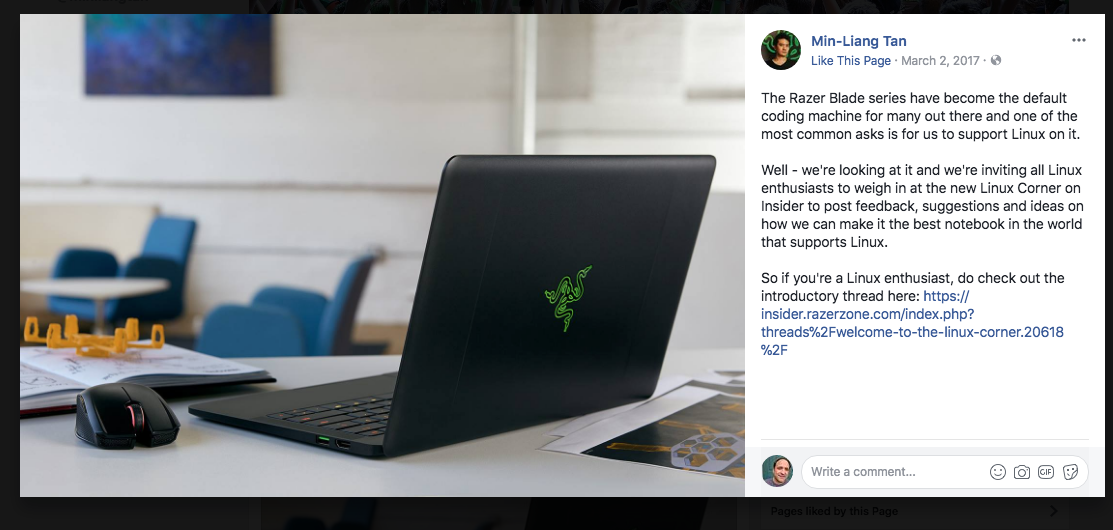 Min-Liang Tan
Like This Page · March 2, 2017 ·
The Razer Blade series have become the default
coding machine for many out there and one of the
most common asks is for us to support Linux on it.
Well - we're looking at it and we're inviting all Linux
enthusiasts to weigh in at the new Linux Corner on
Insider to post feedback, suggestions and ideas on
how we can make it the best notebook in the world
that supports Linux.
So if you're a Linux enthusiast, do check out the
introductory thread here: https://
insider.razerzone.com/index.php?
threads%2Fwelcome-to-the-linux-corner.20618
%2F
Write a comment...
GIF
Pages liked by this Page